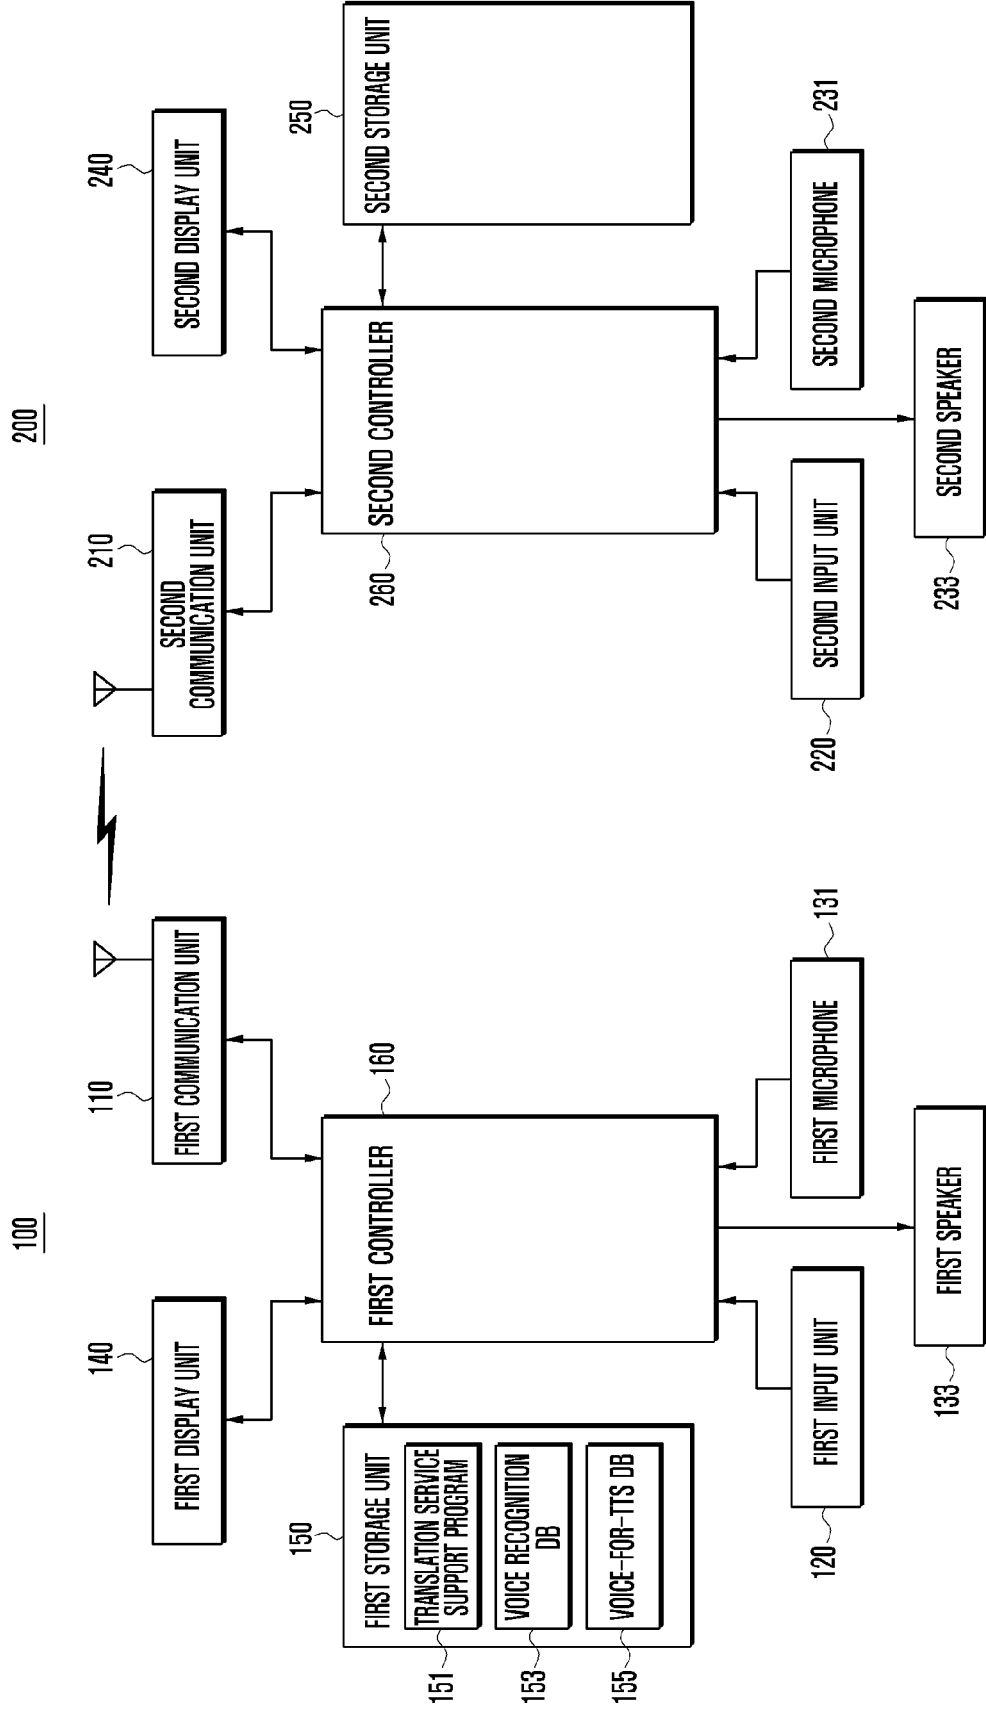 100
200
140
FIRST DISPLAY UNIT
110
FIRST COMMUNICATION UNIT
210
SECOND
COMMUNICATION UNIT
240
SECOND DISPLAY UNIT
150
FIRST STORAGE UNIT
151
TRANSLATION SERVICE
SUPPORT PROGRAM
153
VOICE RECOGNITION
DB
155
VOICE-FOR-TTS DB
160
FIRST CONTROLLER
260
SECOND CONTROLLER
250
SECOND STORAGE UNIT
120
FIRST INPUT UNIT
131
FIRST MICROPHONE
220
SECOND INPUT UNIT
231
SECOND MICROPHONE
133
FIRST SPEAKER
233
SECOND SPEAKER